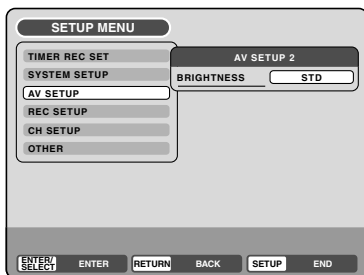 SETUP MENU
TIMER REC SET
SYSTEM SETUP
AV SETUP
REC SETUP
CH SETUP
OTHER
AV SETUP 2
BRIGHTNESS STD
ENTER/SELECT ENTER RETURN BACK SETUP END